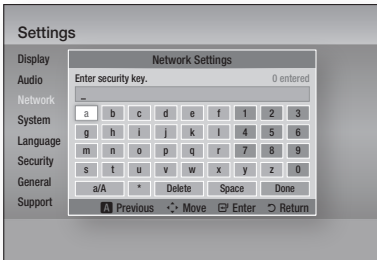 Settings
Display
Audio
Network
System
Language
Security
General
Support
Network Settings
Enter security key. 0 entered
_
a b c d e f 1 2 3
g h i j k l 4 5 6
m n o p q r 7 8 9
s t u v w x y z 0
a/A * Delete Space Done
A Previous Move Enter Return